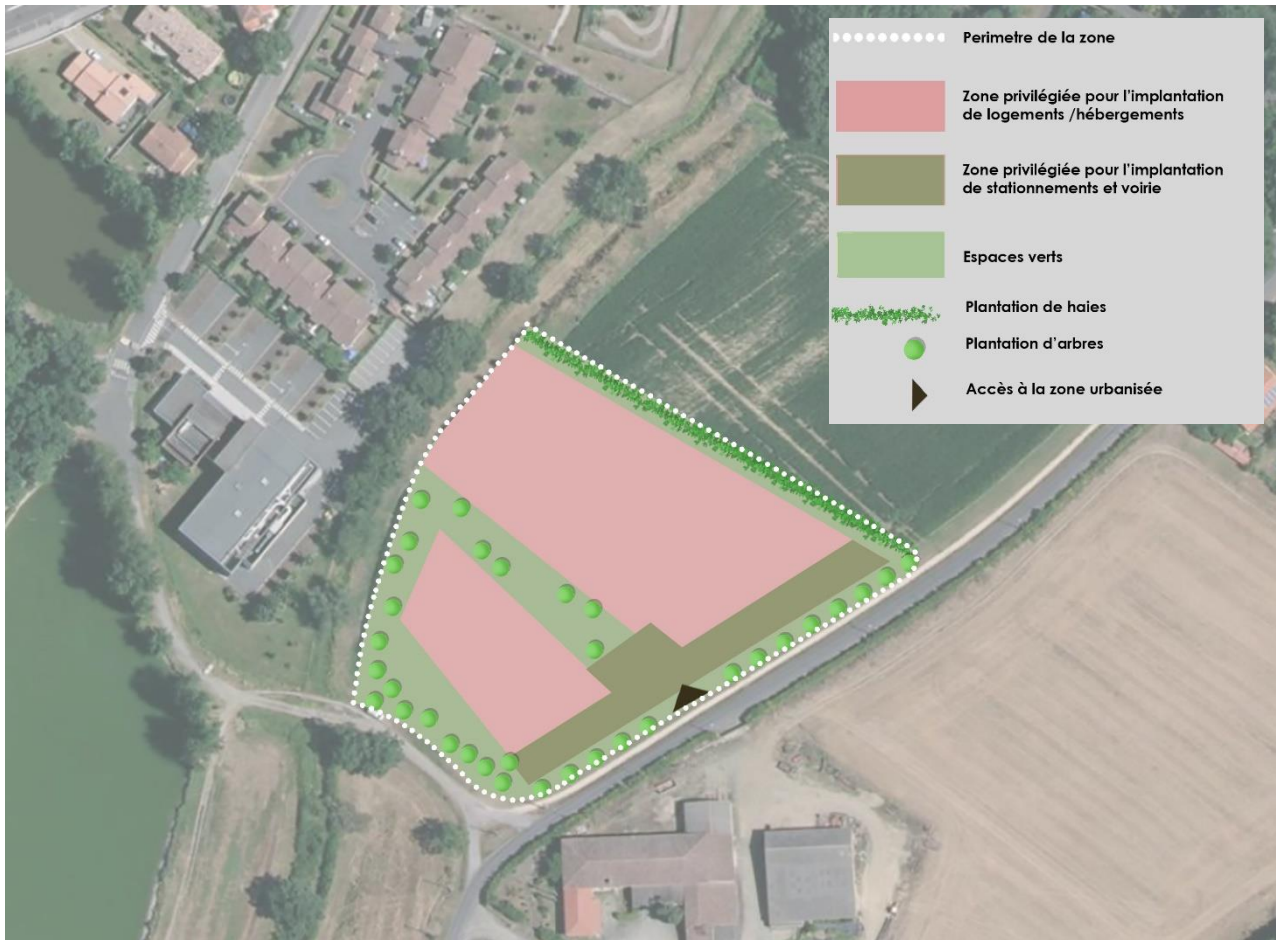 Perimetre de la zone
Zone privilégiée pour l'implantation
de logements /hébergements
Zone privilégiée pour l'implantation
de stationnements et voirie
Espaces verts
Plantation de haies
Plantation d'arbres
Accès à la zone urbanisée